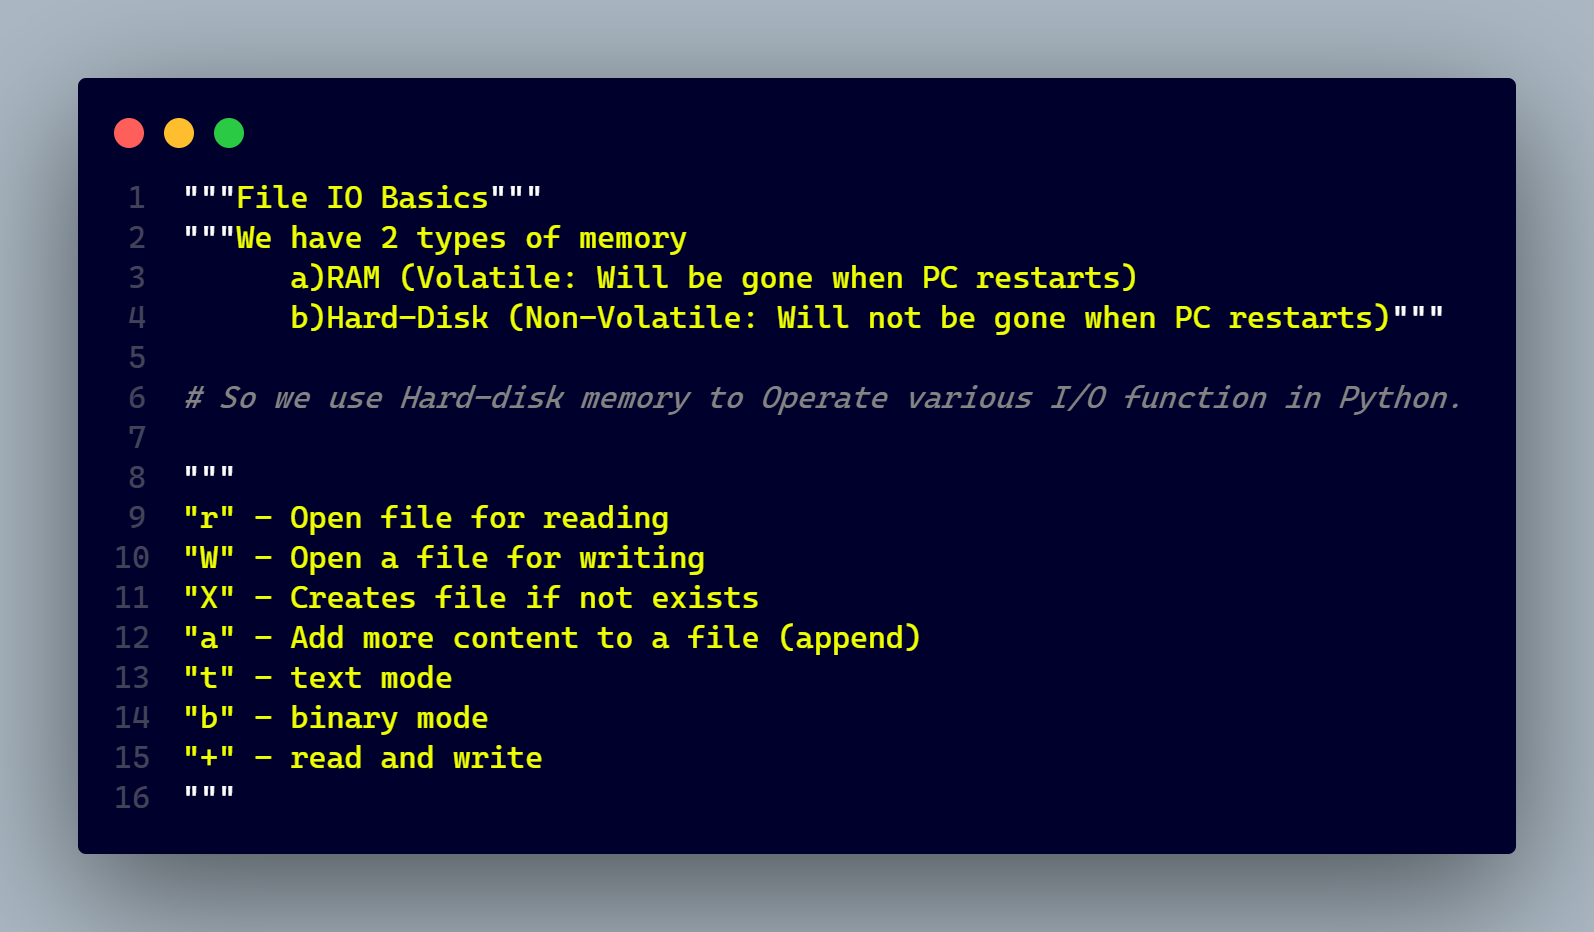 1 """File IO Basics"""
2 """We have 2 types of memory
3 a)RAM (Volatile: Will be gone when PC restarts)
4 b)Hard-Disk (Non-Volatile: Will not be gone when PC restarts)"""
5
6 # So we use Hard-disk memory to Operate various I/O function in Python.
7
8 """
9 "r" - Open file for reading
10 "W" - Open a file for writing
11 "X" - Creates file if not exists
12 "a" - Add more content to a file (append)
13 "t" - text mode
14 "b" - binary mode
15 "+" - read and write
16 """